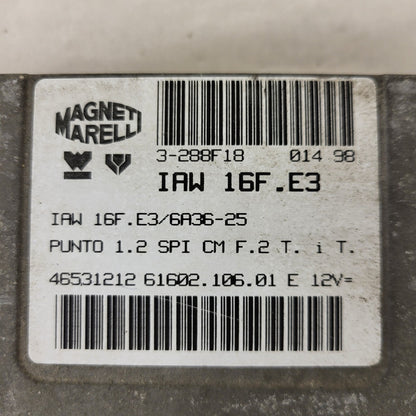 MAGNETI
MARELLI
3-288F18 014 98
IAW 16F.E3
IAW 16F.E3/6A36-25
PUNTO 1.2 SPI CM F.2 T. i T.
46531212 61602.106.01 E 12V=